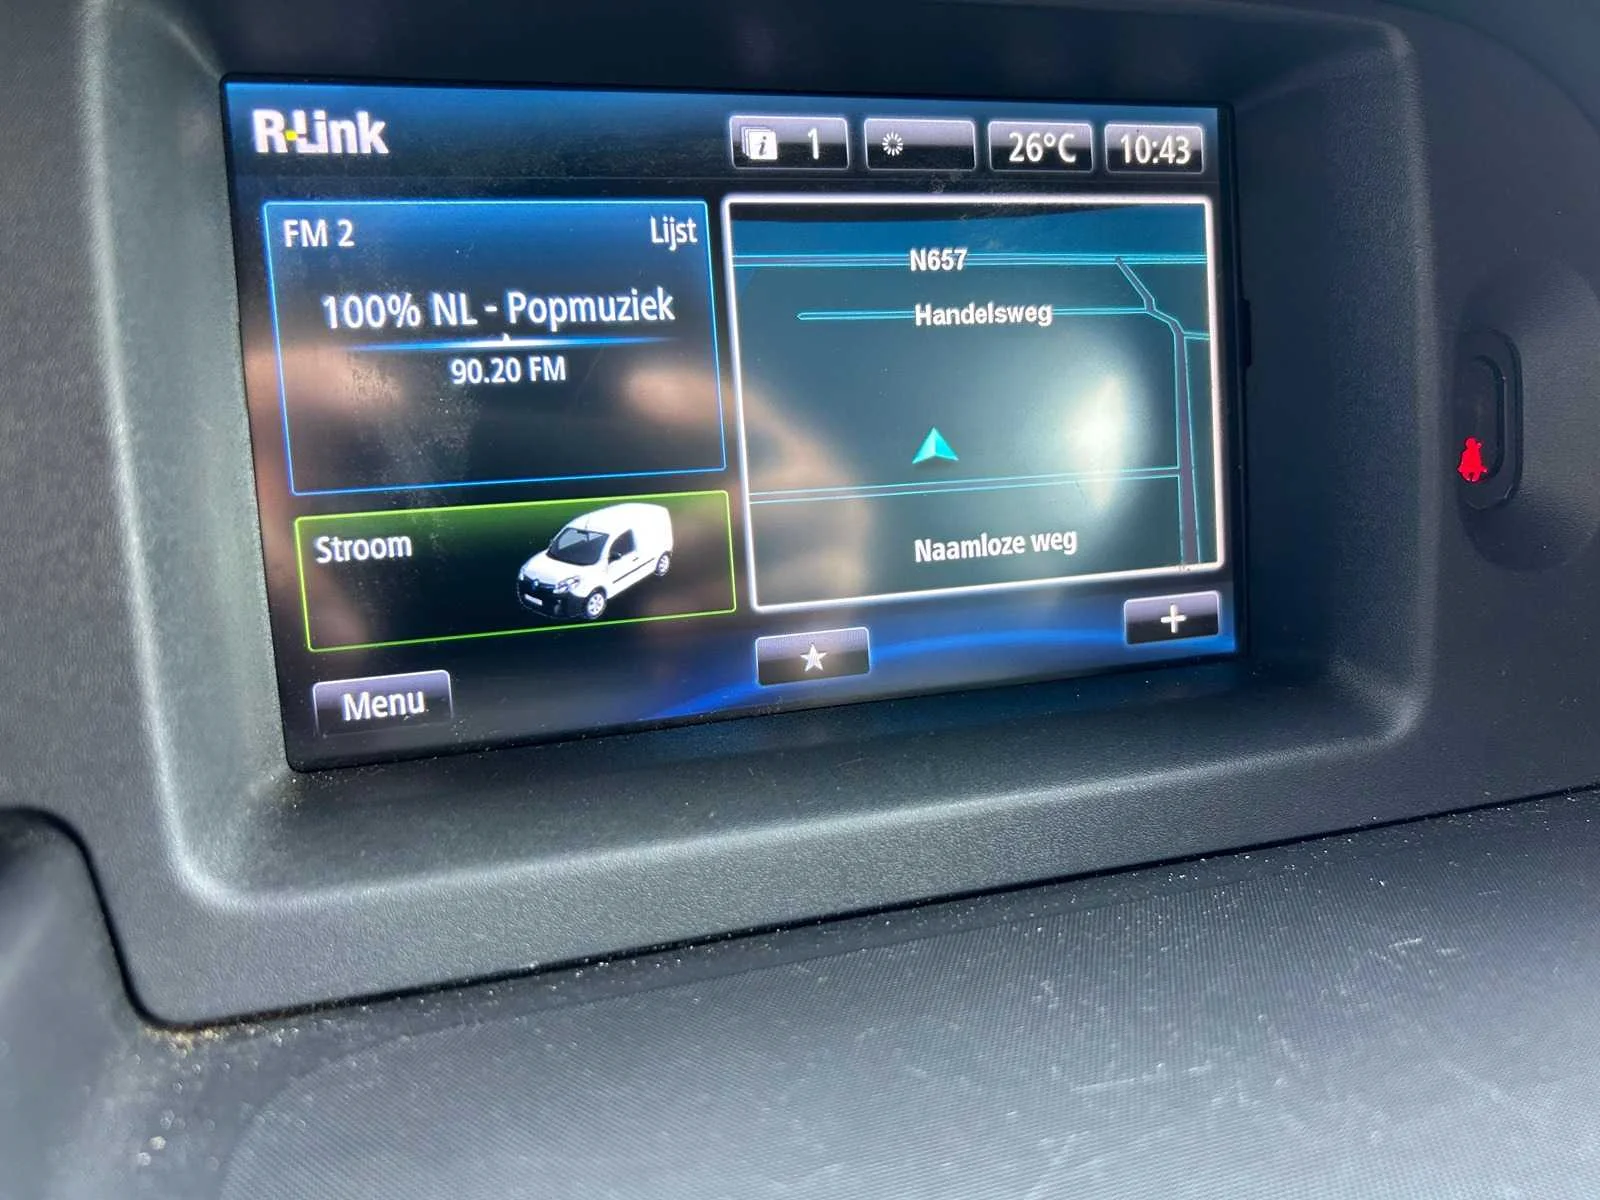 R-Link
i 1
26°C
10:43
FM 2
Lijst
100% NL - Popmuziek
90.20 FM
N657
Handelsweg
Naamloze weg
Stroom
Menu
+